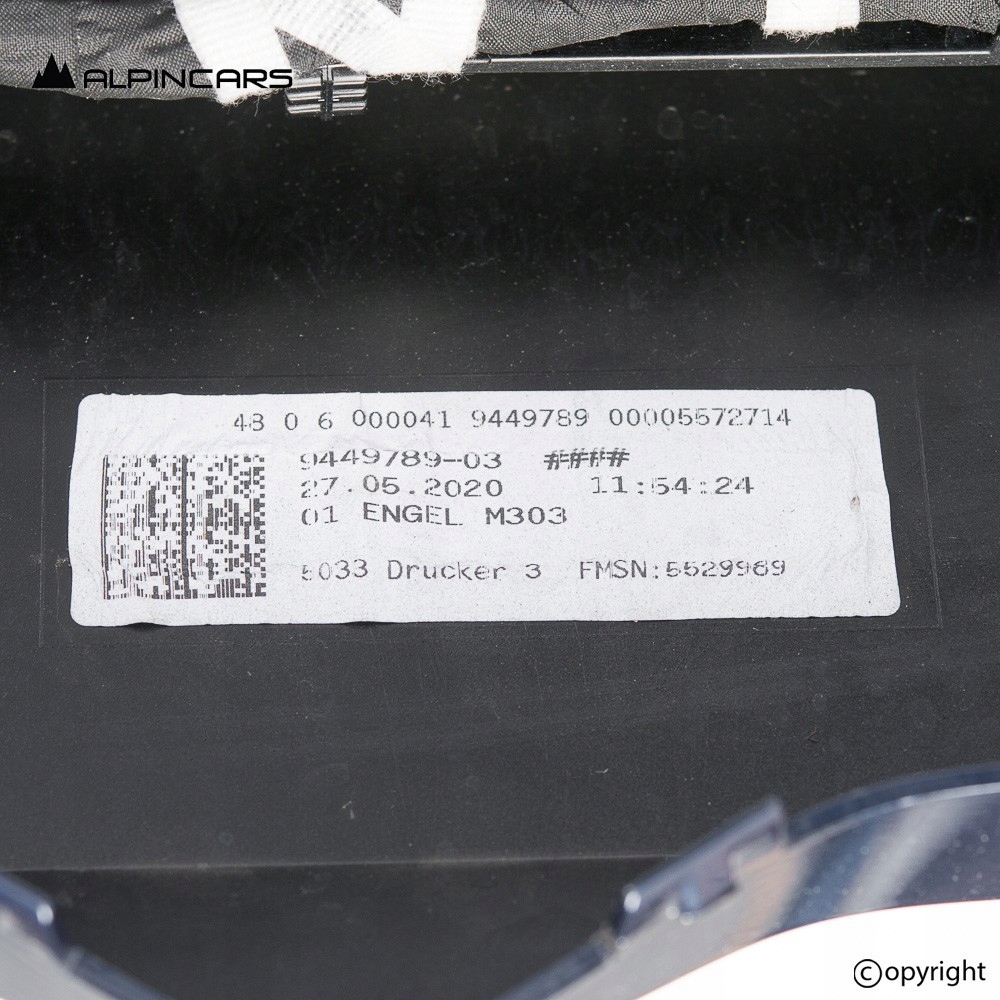 ALPINCARS
48 0 6 000041 9449789 00005572714
9449789-03 ####
27.05.2020 11:54:24
01 ENGEL M303
5033 Drucker 3 FMSN:5529989
©opyright